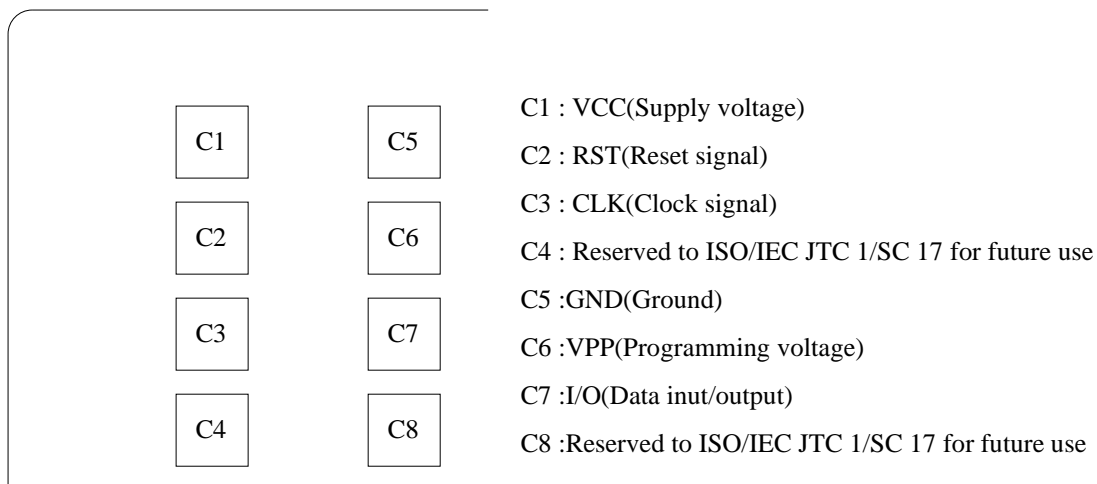 C1
C5
C2
C6
C3
C7
C4
C8
C1 : VCC(Supply voltage)
C2 : RST(Reset signal)
C3 : CLK(Clock signal)
C4 : Reserved to ISO/IEC JTC 1/SC 17 for future use
C5 :GND(Ground)
C6 :VPP(Programming voltage)
C7 :I/O(Data inut/output)
C8 :Reserved to ISO/IEC JTC 1/SC 17 for future use